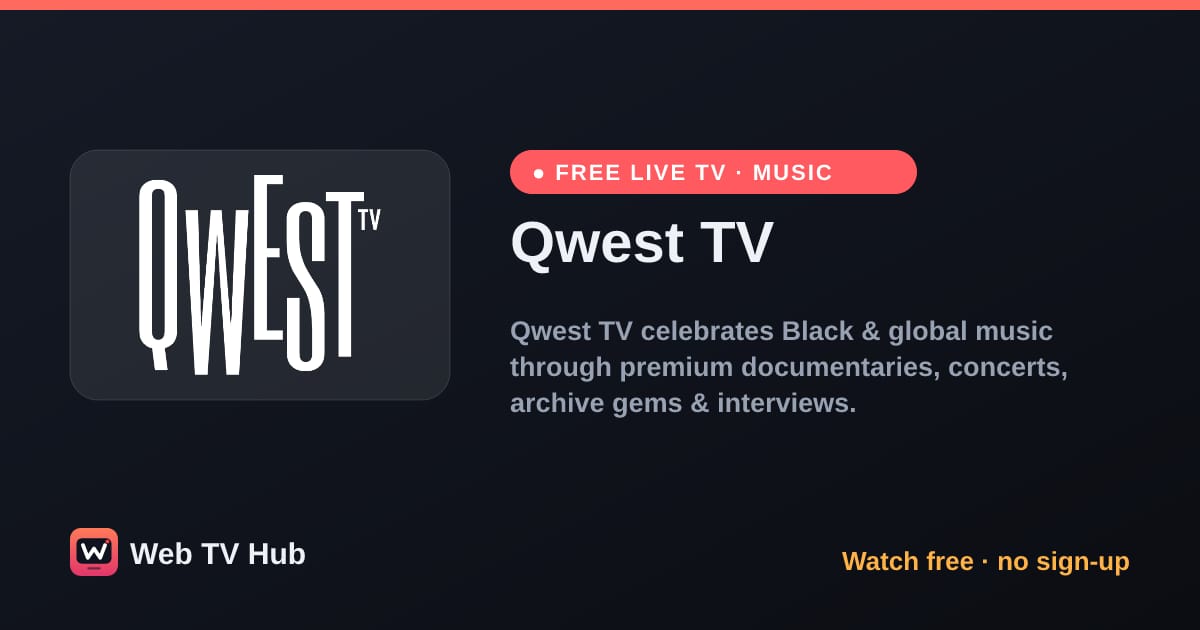 QWEST TV
• FREE LIVE TV · MUSIC
Qwest TV
Qwest TV celebrates Black & global music
through premium documentaries, concerts,
archive gems & interviews.
W
Web TV Hub
Watch free · no sign-up